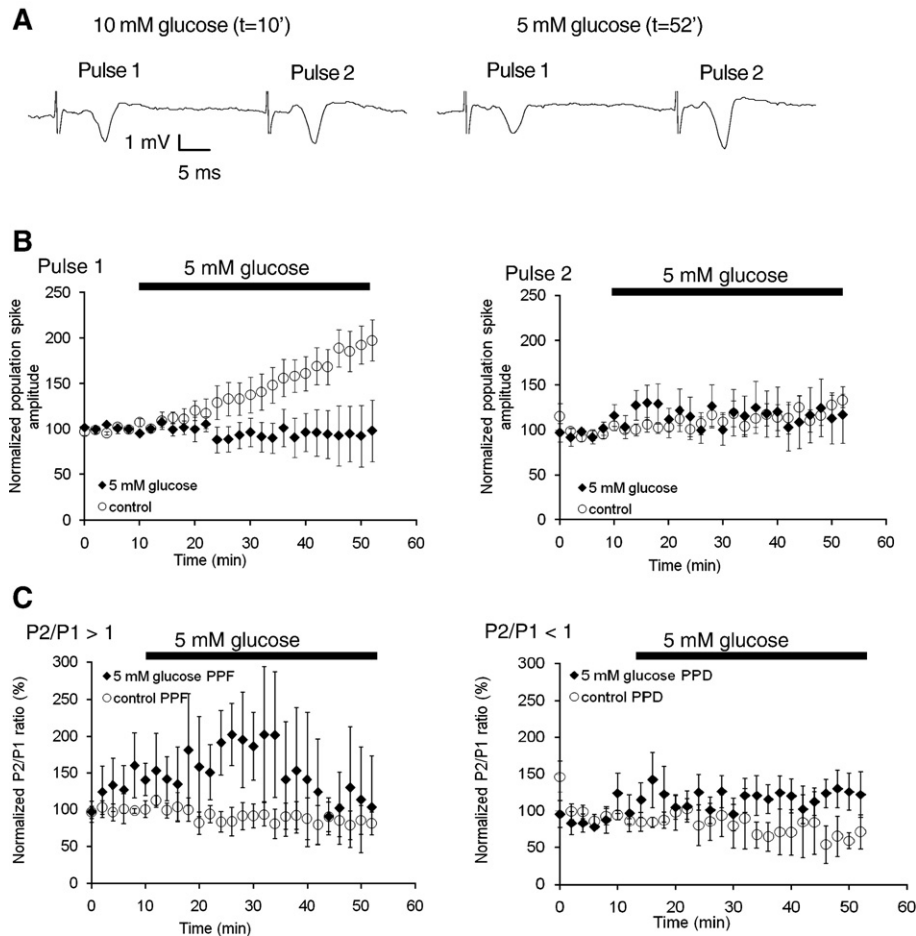 A
10 mM glucose (t=10') 5 mM glucose (t=52')
Pulse 1 Pulse 2 Pulse 1 Pulse 2
1 mV
5 ms
B
Pulse 1 5 mM glucose
Normalized population spike
amplitude
250
200
150
100
50
0
◆ 5 mM glucose
○ control
0 10 20 30 40 50 60
Time (min)
Pulse 2 5 mM glucose
Normalized population spike
amplitude
250
200
150
100
50
0
◆ 5 mM glucose
○ control
0 10 20 30 40 50 60
Time (min)
C
P2/P1 > 1
5 mM glucose
Normalized P2/P1 ratio (%)
300
250
200
150
100
50
0
◆ 5 mM glucose PPF
○ control PPF
0 10 20 30 40 50 60
Time (min)
P2/P1 < 1
5 mM glucose
Normalized P2/P1 ratio (%)
300
250
200
150
100
50
0
◆ 5 mM glucose PPD
○ control PPD
0 10 20 30 40 50 60
Time (min)